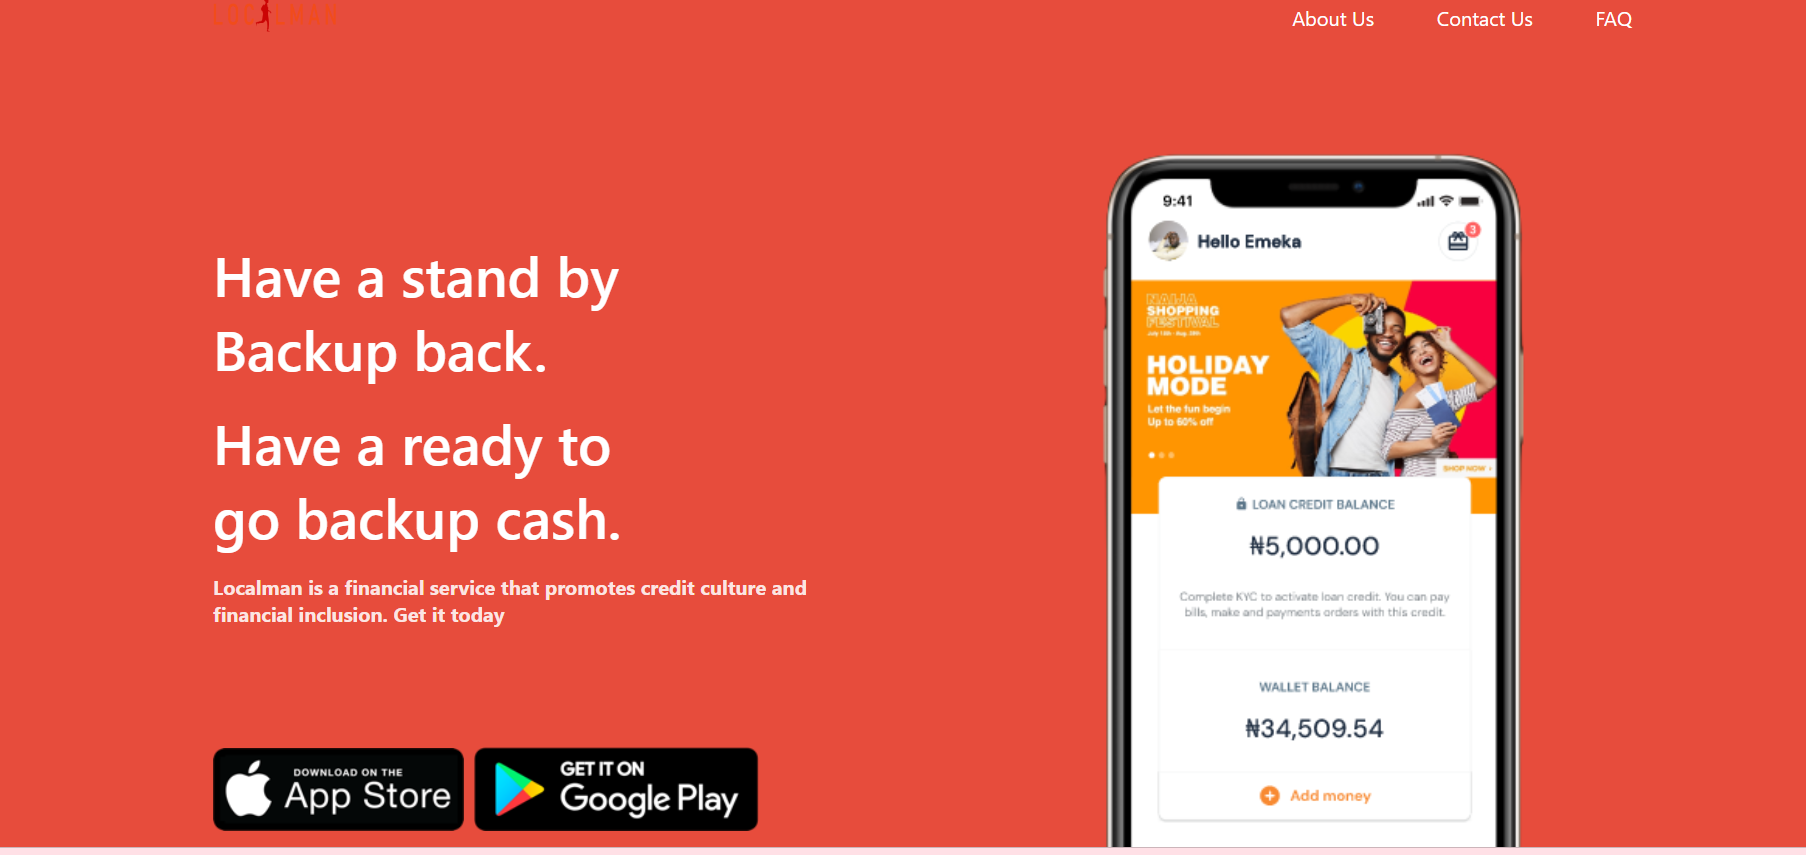 LOCALMAN
About Us
Contact Us
FAQ
Have a stand by
Backup back.
Have a ready to
go backup cash.
Localman is a financial service that promotes credit culture and
financial inclusion. Get it today
DOWNLOAD ON THE
App Store
GET IT ON
Google Play
9:41
Hello Emeka
3
NAIJA
SHOPPING
FESTIVAL
HOLIDAY
MODE
Let the fun begin
Up to 60% off
SHOP NOW ›
LOAN CREDIT BALANCE
₦5,000.00
Complete KYC to activate loan credit. You can pay
bills, make and payments orders with this credit.
WALLET BALANCE
₦34,509.54
Add money